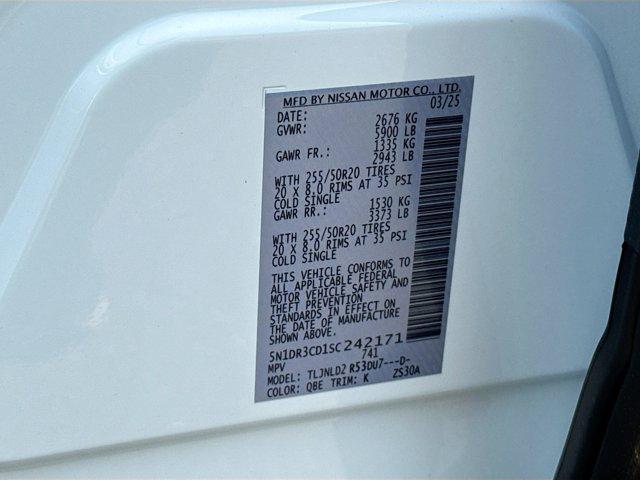 MFD BY NISSAN MOTOR CO., LTD.
DATE: 03/25
GVWR: 2676 KG
5900 LB
GAWR FR.: 1335 KG
2943 LB
WITH 255/50R20 TIRES
20 X 8.0 RIMS AT 35 PSI
COLD SINGLE
GAWR RR.: 1530 KG
3373 LB
WITH 255/50R20 TIRES
20 X 8.0 RIMS AT 35 PSI
COLD SINGLE
THIS VEHICLE CONFORMS TO
ALL APPLICABLE FEDERAL
MOTOR VEHICLE SAFETY AND
THEFT PREVENTION
STANDARDS IN EFFECT ON
THE DATE OF MANUFACTURE
SHOWN ABOVE.
5N1DR3CD1SC242171
MPV 741
MODEL: TLJNLD2 R53DU7---D-
COLOR: QBE TRIM: K ZS30A